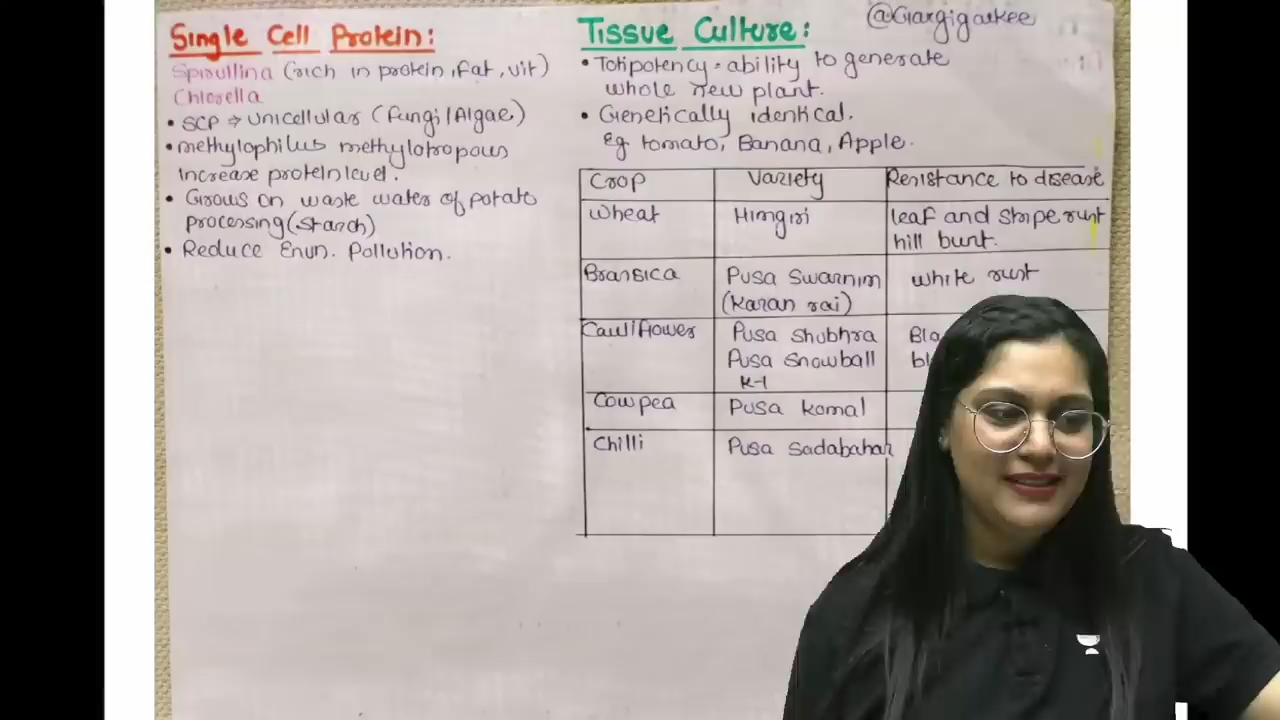 Single Cell Protein:
Spirullina (rich in protein, fat, vit)
Chlorella
• SCP → unicellular (Fungi/Algae)
• methylophilus methylotropous
increase protein level.
• Grows on waste water of potato
processing (starch)
• Reduce Envn. Pollution.
@Gargigaukee
Tissue Culture:
• Totipotency = ability to generate
whole new plant.
• Genetically identical.
Eg tomato, Banana, Apple.
Crop Variety Resistance to disease
Wheat Himgiri leaf and stripe rust
hill bunt.
Brassica Pusa swarnim white rust
(Karan rai)
Cauliflower Pusa Shubhra
Pusa Snowball
K-1
Cowpea Pusa Komal
Chilli Pusa Sadabahar